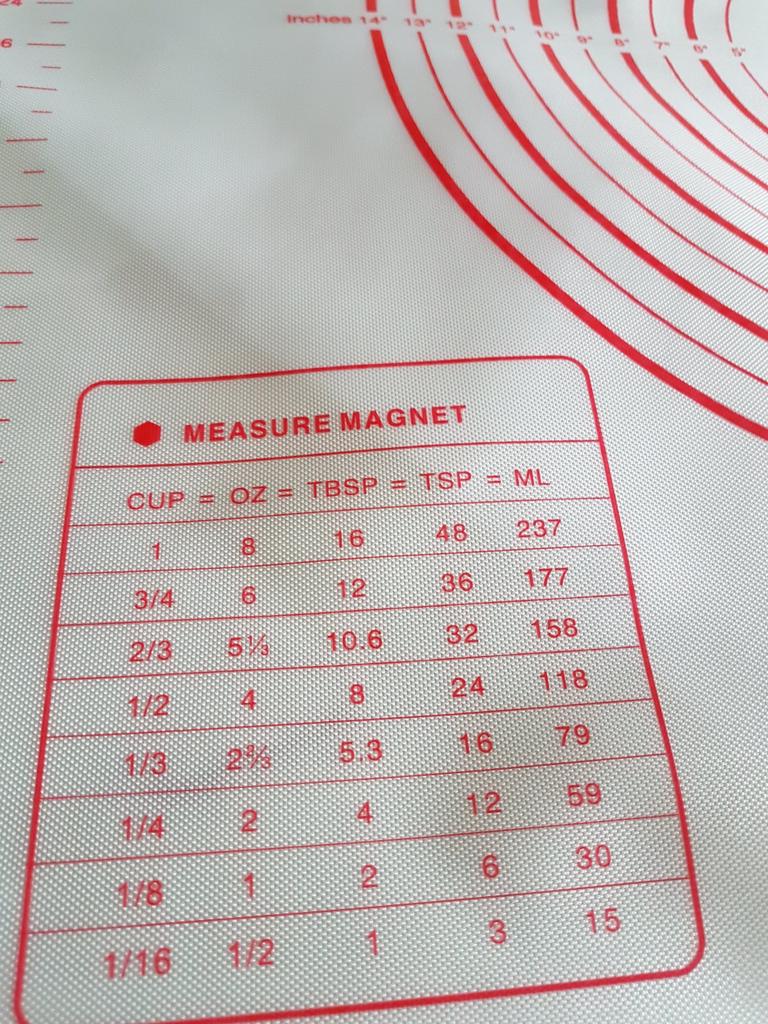 24
6
Inches 14" 13" 12" 11" 10" 9" 8" 7" 6" 5"
MEASURE MAGNET
CUP = OZ = TBSP = TSP = ML
1 8 16 48 237
3/4 6 12 36 177
2/3 5⅓ 10.6 32 158
1/2 4 8 24 118
1/3 2⅔ 5.3 16 79
1/4 2 4 12 59
1/8 1 2 6 30
1/16 1/2 1 3 15